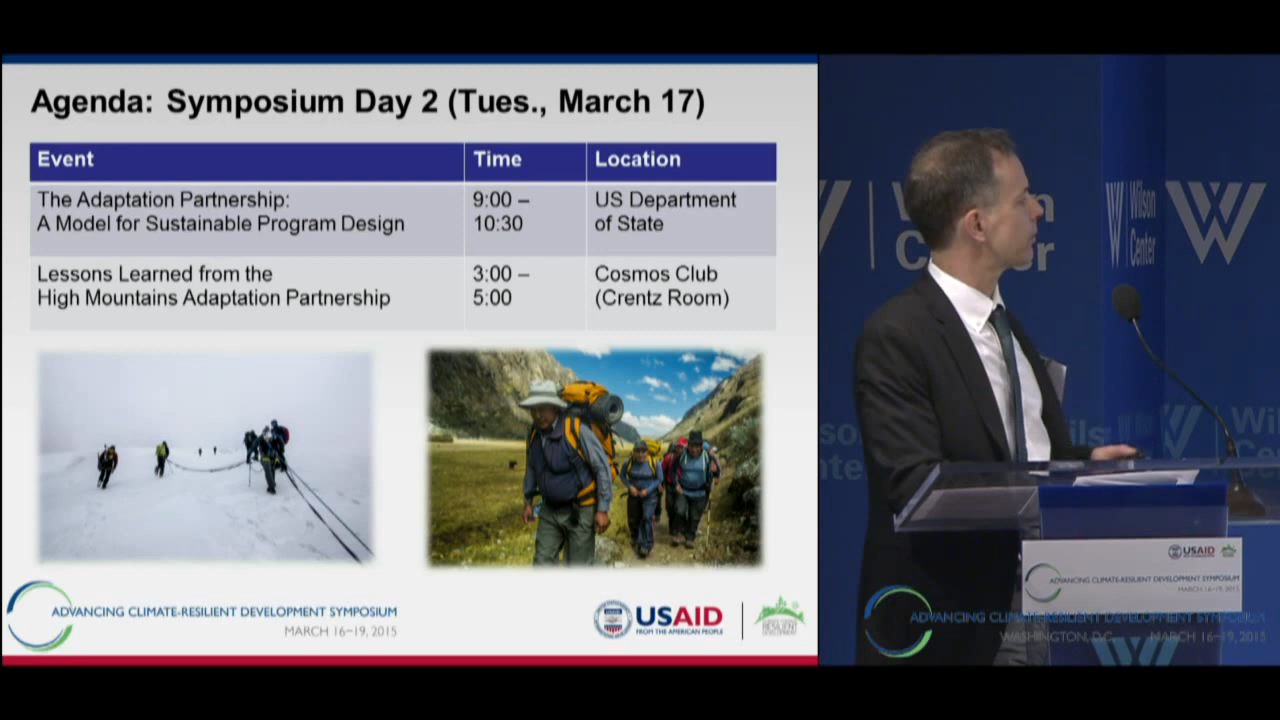 Agenda: Symposium Day 2 (Tues., March 17)
Event Time Location
The Adaptation Partnership:
A Model for Sustainable Program Design
9:00 –
10:30
US Department
of State
Lessons Learned from the
High Mountains Adaptation Partnership
3:00 –
5:00
Cosmos Club
(Crentz Room)
ADVANCING CLIMATE-RESILIENT DEVELOPMENT SYMPOSIUM
MARCH 16–19, 2015
USAID
FROM THE AMERICAN PEOPLE
RESILIENT
DEVELOPMENT
Center
Wilson
Center
USAID
ADVANCING CLIMATE-RESILIENT DEVELOPMENT SYMPOSIUM
MARCH 16–19, 2015
ADVANCING CLIMATE-RESILIENT DEVELOPMENT SYMPOSIUM
WASHINGTON, D.C. MARCH 16–19, 2015